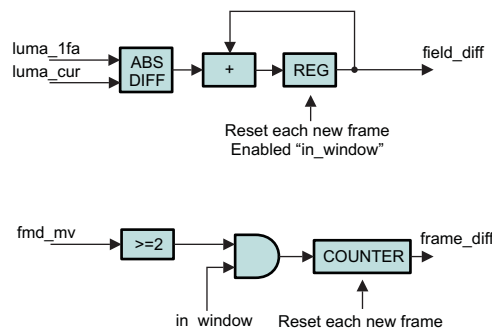 luma_1fa
luma_cur
ABS
DIFF
+
REG
field_diff
Reset each new frame
Enabled “in_window”
fmd_mv
>=2
COUNTER
frame_diff
in_window
Reset each new frame